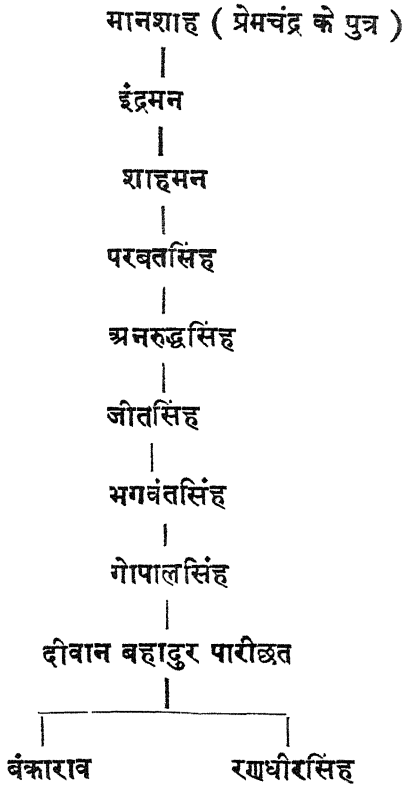 मानशाह ( प्रेमचंद्र के पुत्र )
इंद्रमन
शाहमन
परबतसिंह
अनरुद्धसिंह
जीतसिंह
भगवंतसिंह
गोपालसिंह
दीवान बहादुर पारीछत
बंकाराव रणधीरसिंह